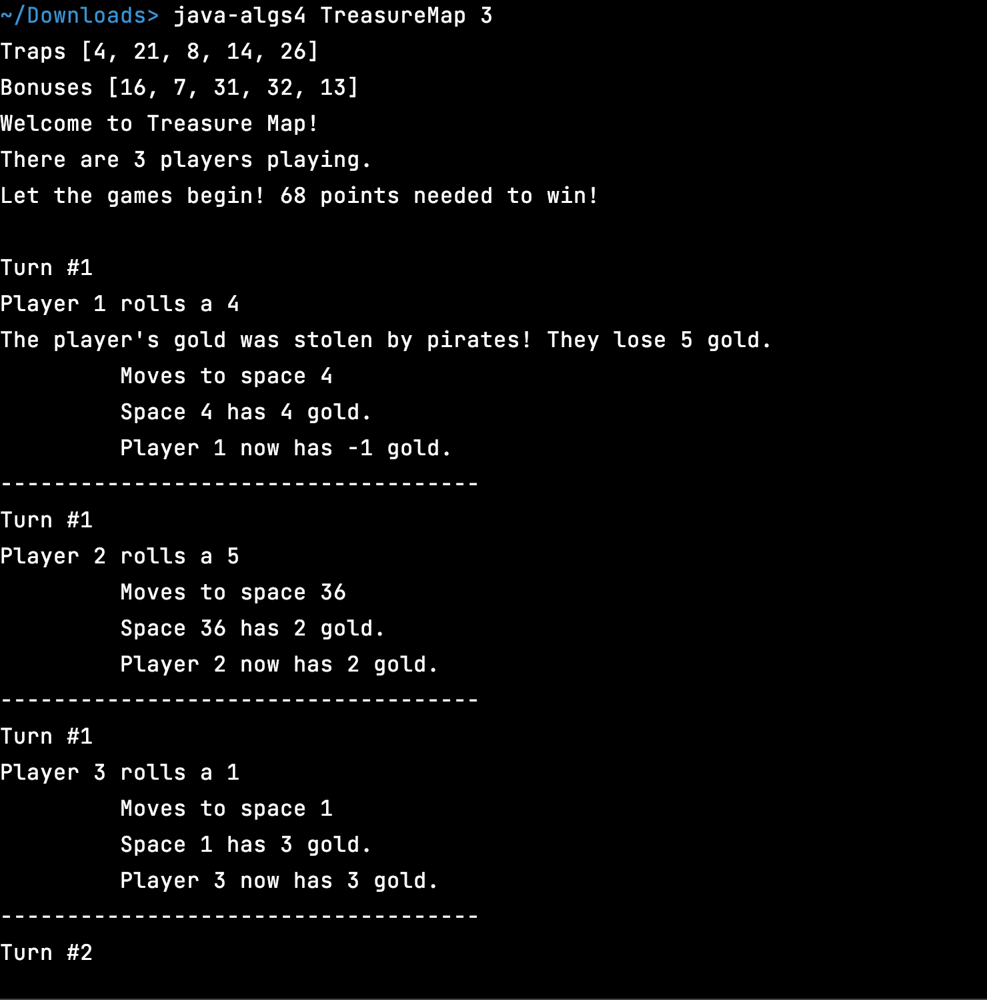 ~/Downloads> java-algs4 TreasureMap 3
Traps [4, 21, 8, 14, 26]
Bonuses [16, 7, 31, 32, 13]
Welcome to Treasure Map!
There are 3 players playing.
Let the games begin! 68 points needed to win!

Turn #1
Player 1 rolls a 4
The player's gold was stolen by pirates! They lose 5 gold.
         Moves to space 4
         Space 4 has 4 gold.
         Player 1 now has -1 gold.
------------------------------------
Turn #1
Player 2 rolls a 5
         Moves to space 36
         Space 36 has 2 gold.
         Player 2 now has 2 gold.
------------------------------------
Turn #1
Player 3 rolls a 1
         Moves to space 1
         Space 1 has 3 gold.
         Player 3 now has 3 gold.
------------------------------------
Turn #2